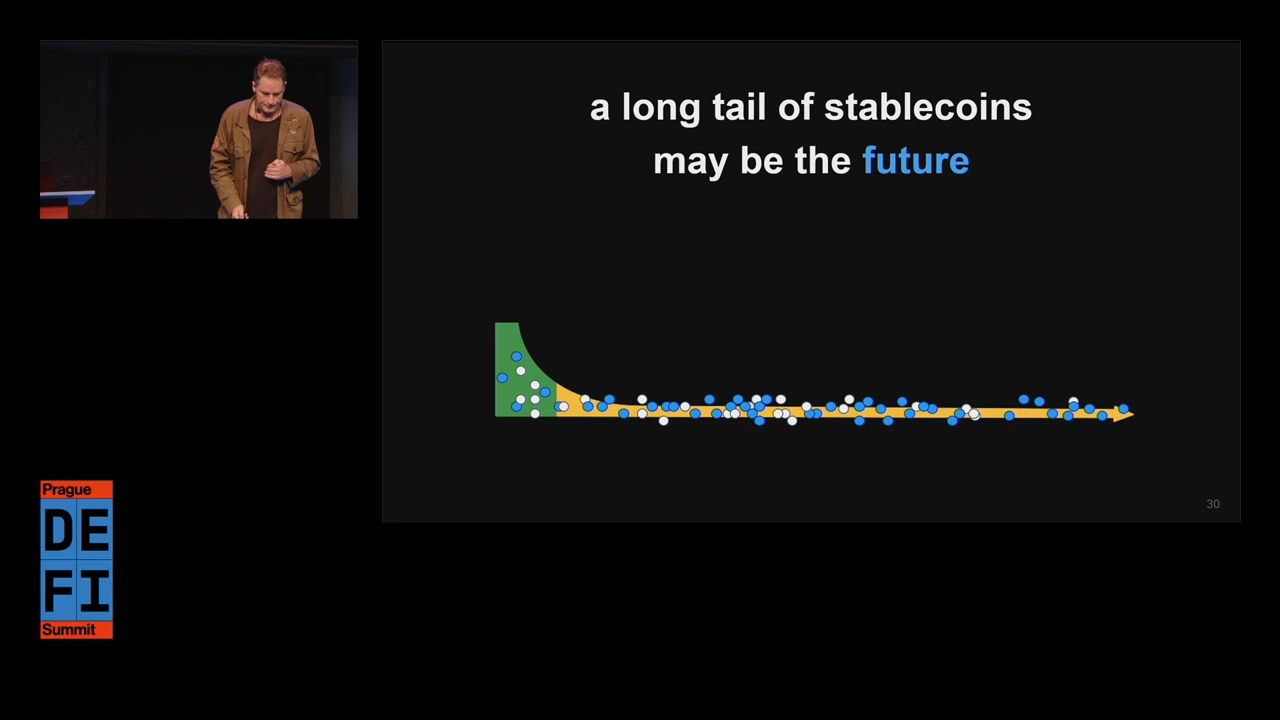 a long tail of stablecoins
may be the future
30
Prague
DE
FI
Summit